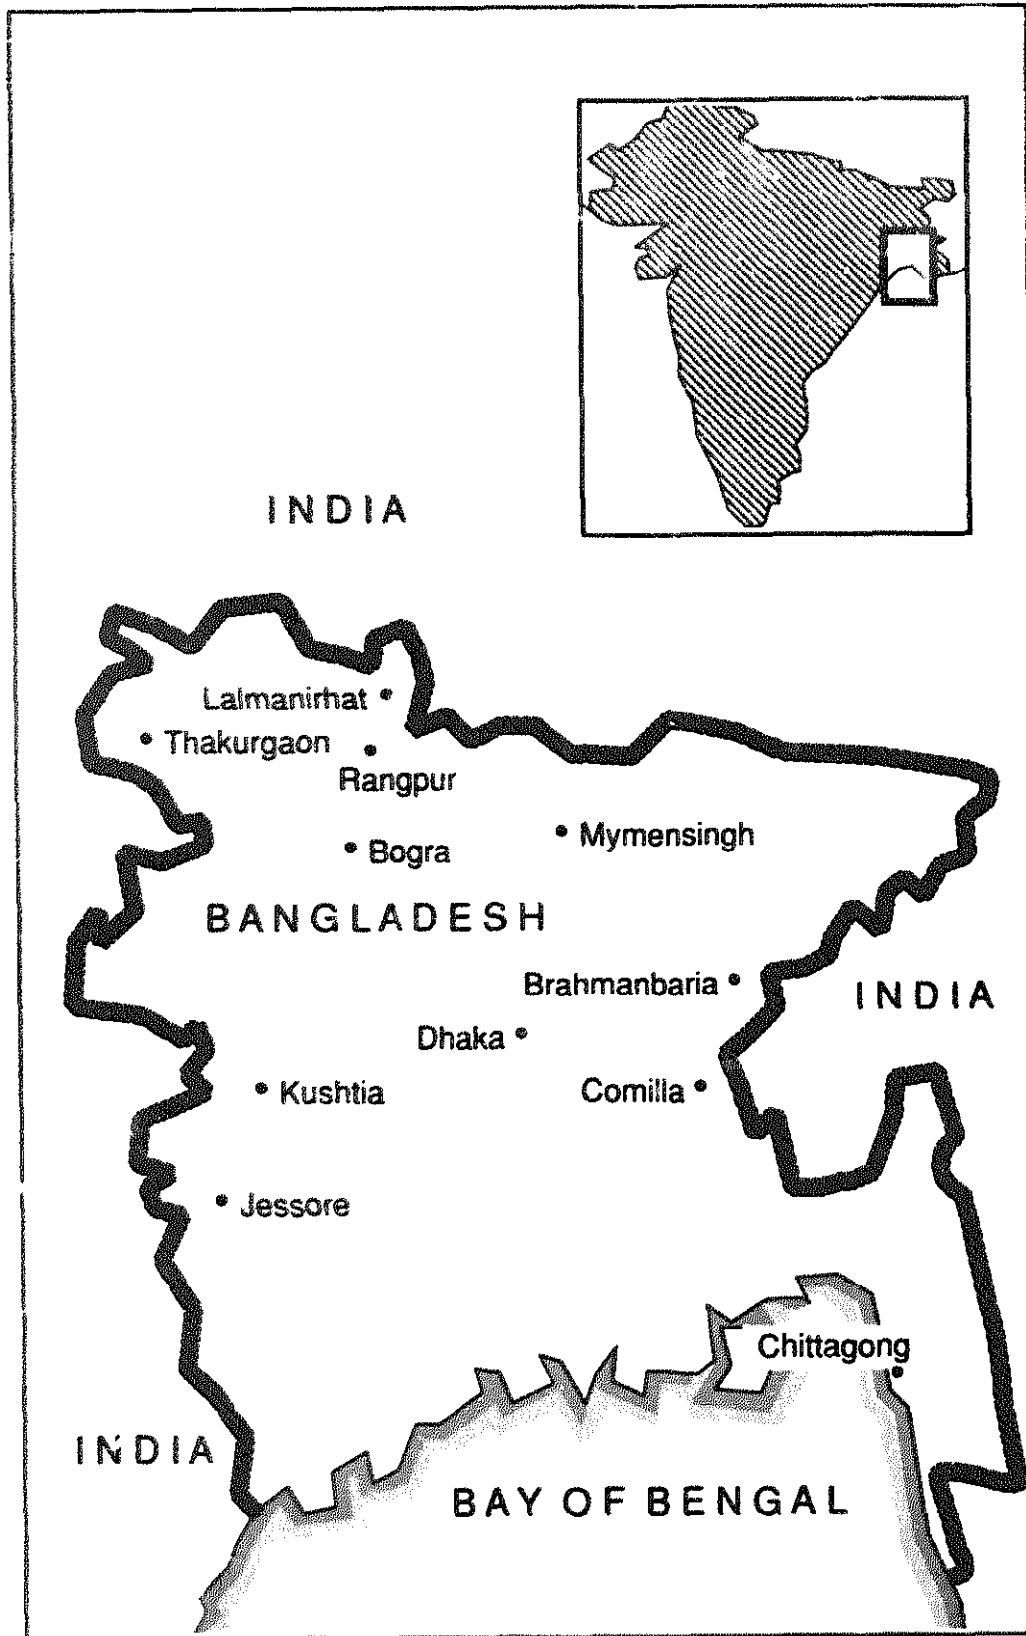 INDIA
Lalmanirhat
Thakurgaon
Rangpur
Bogra
Mymensingh
BANGLADESH
Brahmanbaria
INDIA
Dhaka
Kushtia
Comilla
Jessore
Chittagong
INDIA
BAY OF BENGAL